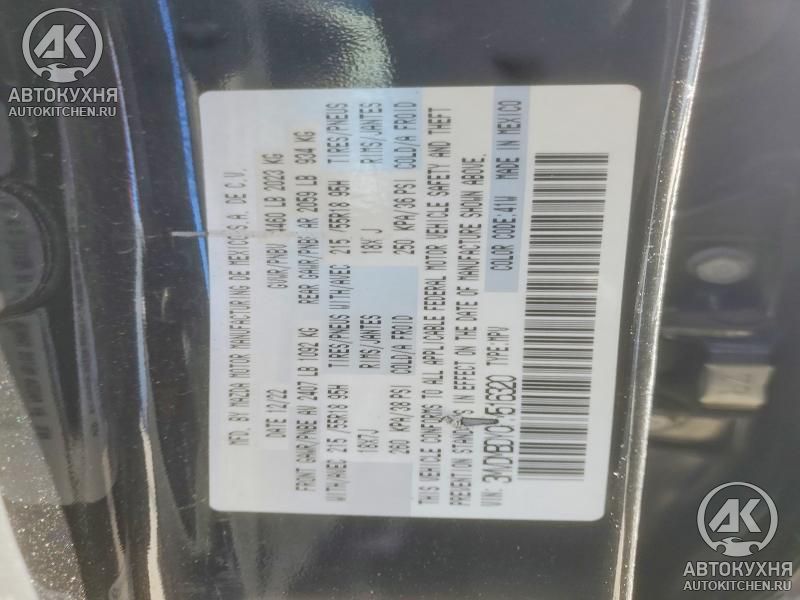 АВТОКУХНЯ
AUTOKITCHEN.RU
MFD. BY MAZDA MOTOR MANUFACTURING DE MEXICO S.A. DE C.V.
DATE 12/22 GVWR/PNBV 4460 LB 2023 KG
FRONT GAWR/PNBE AV 2407 LB 1092 KG REAR GAWR/PNBE AR 2059 LB 934 KG
WITH/AVEC 215 /55R18 95H TIRES/PNEUS WITH/AVEC 215 /55R18 95H TIRES/PNEUS
18X7J RIMS/JANTES 18X J RIMS/JANTES
260 KPA/38 PSI COLD/A FROID 250 KPA/36 PSI COLD/A FROID
THIS VEHICLE CONFORMS TO ALL APPLICABLE FEDERAL MOTOR VEHICLE SAFETY AND THEFT
PREVENTION STANDARDS IN EFFECT ON THE DATE OF MANUFACTURE SHOWN ABOVE.
VIN: TYPE:MPV COLOR CODE:41W MADE IN MEXICO
АВТОКУХНЯ
AUTOKITCHEN.RU